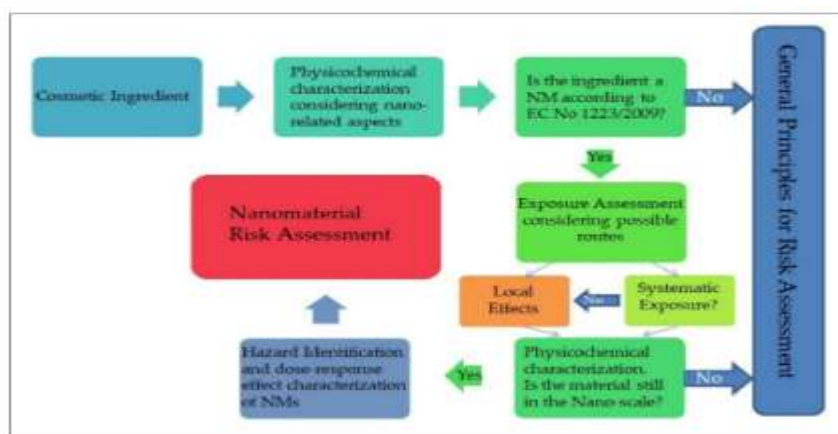 Cosmetic Ingredient
Physicochemical
characterization
considering nano-
related aspects
Is the ingredient a
NM according to
EC No 1223/2009?
No
General Principles for Risk Assessment
Yes
Exposure Assessment
considering possible
routes
Nanomaterial
Risk Assessment
Local
Effects
No
Systematic
Exposure?
Hazard Identification
and dose-response
effect characterization
of NMs
Yes
Physicochemical
characterization.
Is the material still
in the Nano-scale?
No